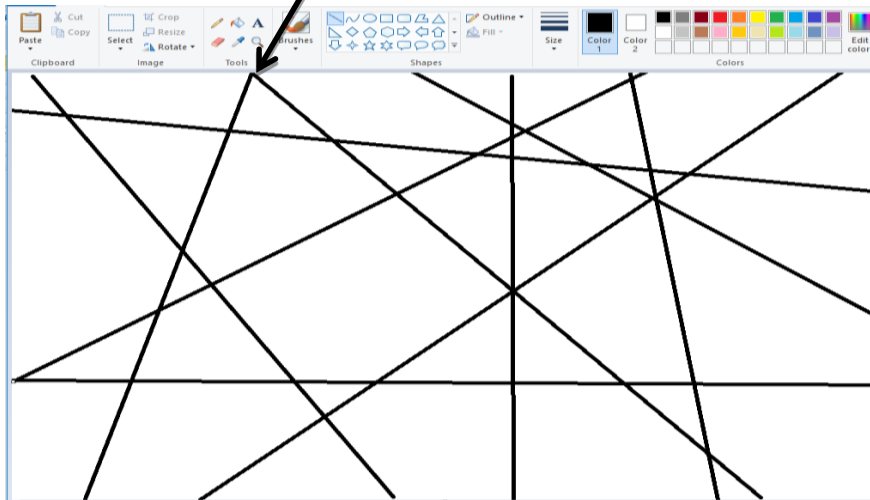 Paste
Cut
Copy
Clipboard
Select
Crop
Resize
Rotate
Image
Tools
Brushes
Shapes
Outline
Fill
Size
Color
1
Color
2
Colors
Edit
color